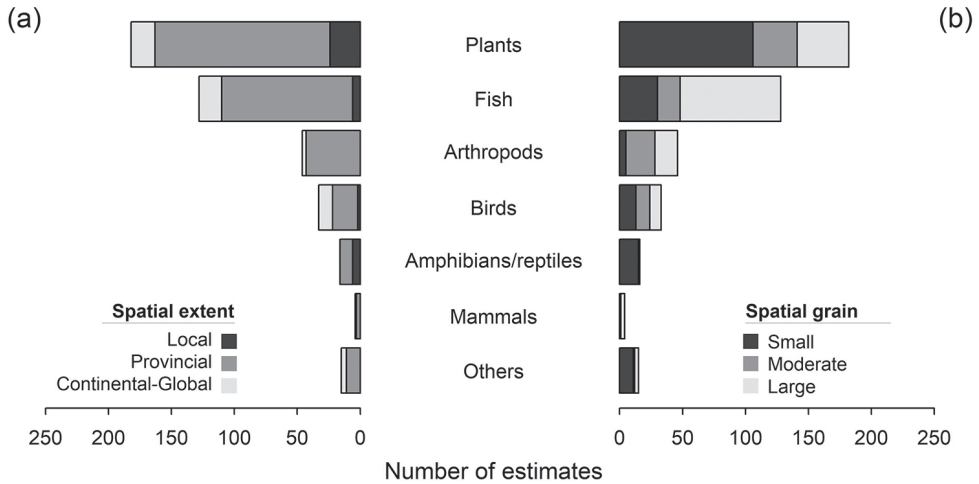 (a)
(b)
Plants
Fish
Arthropods
Birds
Amphibians/reptiles
Mammals
Others
Spatial extent
Local
Provincial
Continental-Global
Spatial grain
Small
Moderate
Large
250 200 150 100 50 0
0 50 100 150 200 250
Number of estimates